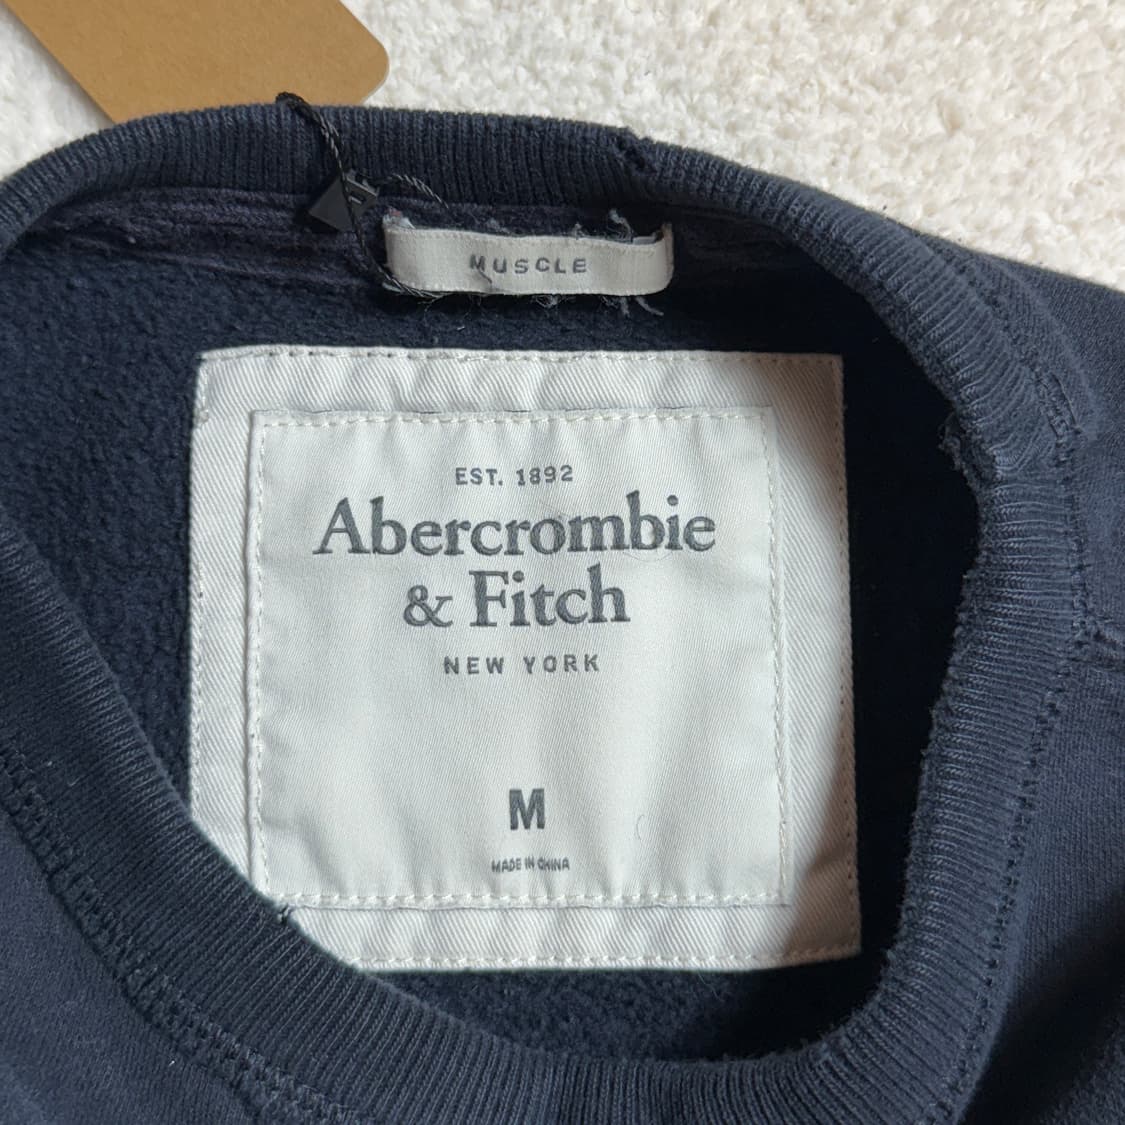 MUSCLE
EST. 1892
Abercrombie
& Fitch
NEW YORK
M
MADE IN CHINA